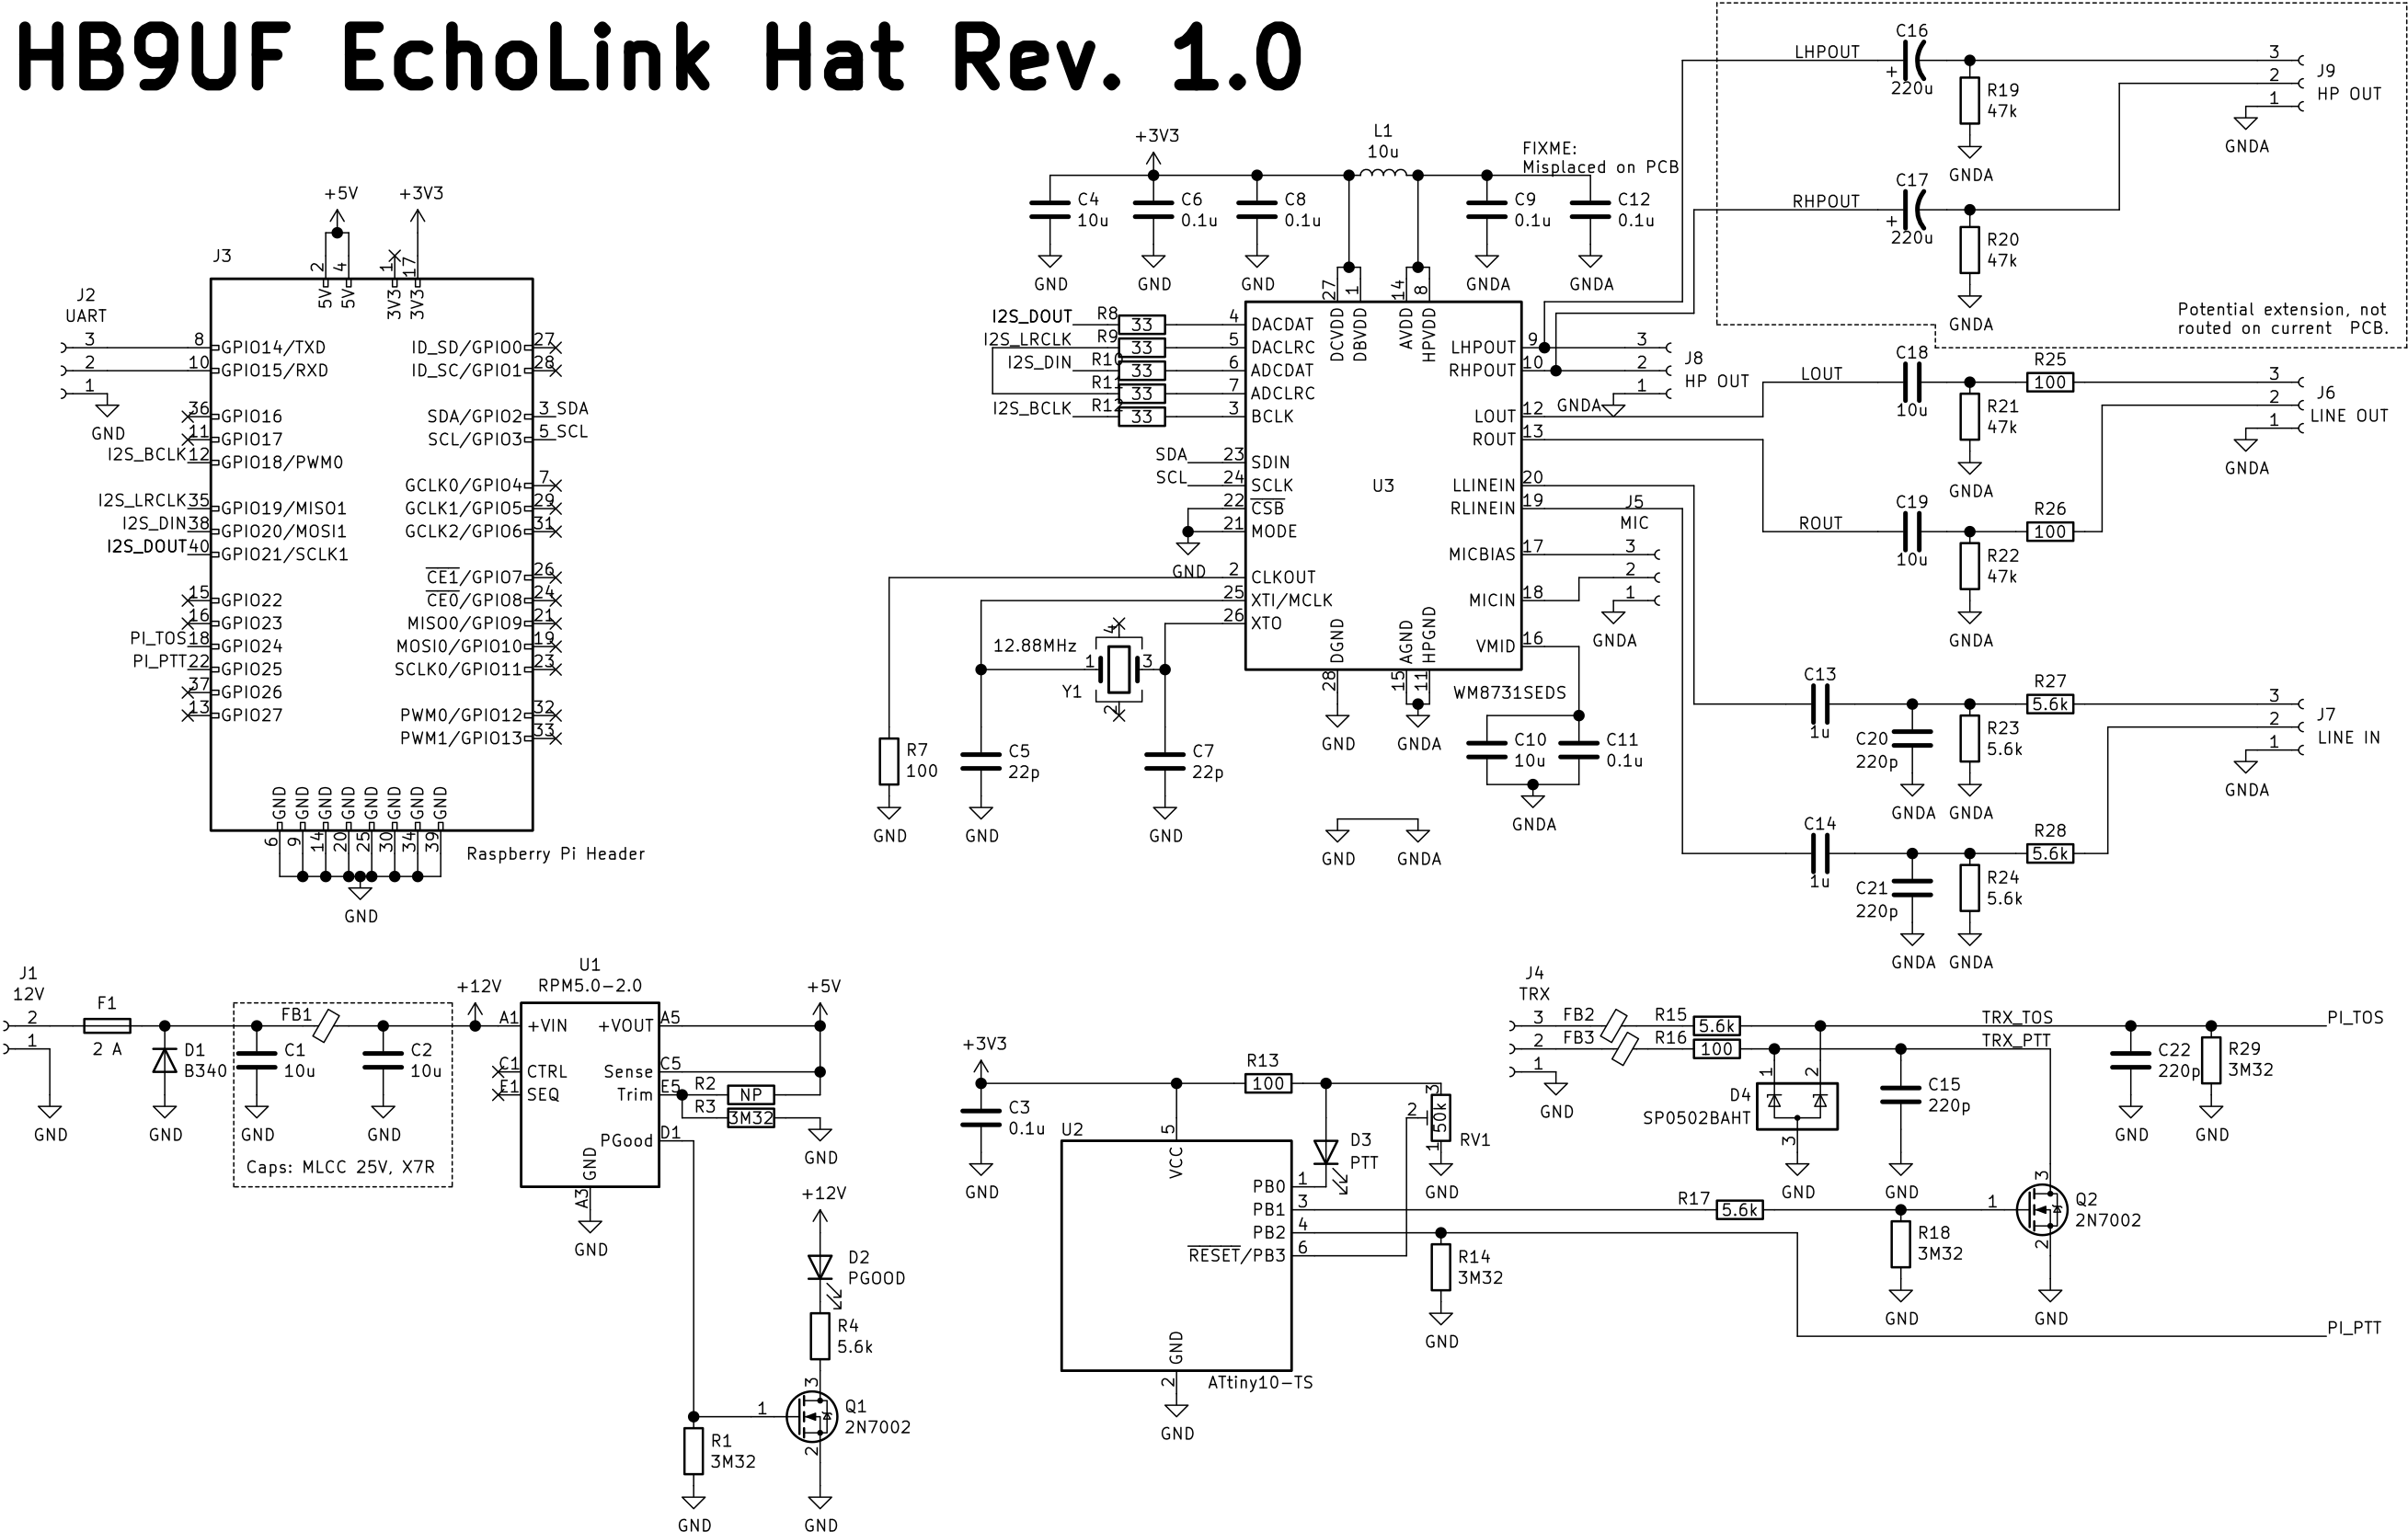 HB9UF EchoLink Hat Rev. 1.0
+5V
+3V3
J3
2
4
1
17
5V
5V
3V3
3V3
J2
UART
3
2
1
GND
8
GPIO14/TXD
10
GPIO15/RXD
36
GPIO16
11
GPIO17
I2S_BCLK
12
GPIO18/PWM0
I2S_LRCLK
35
GPIO19/MISO1
I2S_DIN
38
GPIO20/MOSI1
I2S_DOUT
40
GPIO21/SCLK1
15
GPIO22
16
GPIO23
PI_TOS
18
GPIO24
PI_PTT
22
GPIO25
37
GPIO26
13
GPIO27
ID_SD/GPIO0
27
ID_SC/GPIO1
28
SDA/GPIO2
3
SDA
SCL/GPIO3
5
SCL
GCLK0/GPIO4
7
GCLK1/GPIO5
29
GCLK2/GPIO6
31
CE1/GPIO7
26
CE0/GPIO8
24
MISO0/GPIO9
21
MOSI0/GPIO10
19
SCLK0/GPIO11
23
PWM0/GPIO12
32
PWM1/GPIO13
33
GND
GND
GND
GND
GND
GND
GND
GND
6
9
14
20
25
30
34
39
Raspberry Pi Header
GND
+3V3
L1
10u
FIXME:
Misplaced on PCB
C4
10u
C6
0.1u
C8
0.1u
C9
0.1u
C12
0.1u
GND
GND
GND
GNDA
GNDA
27
1
14
8
DCVDD
DBVDD
AVDD
HPVDD
I2S_DOUT
R8
33
4
DACDAT
I2S_LRCLK
R9
33
5
DACLRC
I2S_DIN
R10
33
6
ADCDAT
R11
33
7
ADCLRC
I2S_BCLK
R12
33
3
BCLK
SDA
23
SDIN
SCL
24
SCLK
22
CSB
21
MODE
GND
2
CLKOUT
25
XTI/MCLK
26
XTO
U3
LHPOUT
9
RHPOUT
10
LOUT
12
ROUT
13
LLINEIN
20
RLINEIN
19
MICBIAS
17
MICIN
18
VMID
16
DGND
AGND
HPGND
28
15
11
WM8731SEDS
GND
GNDA
3
2
1
J8
HP OUT
GNDA
J5
MIC
3
2
1
GNDA
12.88MHz
Y1
1
3
4
2
R7
100
GND
C5
22p
GND
C7
22p
GND
C10
10u
C11
0.1u
GNDA
GND
GNDA
LHPOUT
C16
+
220u
R19
47k
GNDA
RHPOUT
C17
+
220u
R20
47k
GNDA
3
2
1
J9
HP OUT
GNDA
Potential extension, not
routed on current PCB.
LOUT
C18
10u
R21
47k
GNDA
R25
100
ROUT
C19
10u
R22
47k
GNDA
R26
100
3
2
1
J6
LINE OUT
GNDA
C13
1u
C20
220p
GNDA
R23
5.6k
GNDA
R27
5.6k
C14
1u
C21
220p
GNDA
R24
5.6k
GNDA
R28
5.6k
3
2
1
J7
LINE IN
GNDA
J1
12V
2
1
GND
F1
2 A
D1
B340
GND
C1
10u
GND
FB1
C2
10u
GND
Caps: MLCC 25V, X7R
+12V
U1
RPM5.0-2.0
A1
+VIN
C1
CTRL
E1
SEQ
+VOUT
A5
Sense
C5
Trim
E5
PGood
D1
GND
A3
GND
R2
NP
R3
3M32
+5V
GND
+12V
D2
PGOOD
R4
5.6k
3
1
2
Q1
2N7002
GND
R1
3M32
GND
+3V3
C3
0.1u
GND
U2
5
VCC
R13
100
D3
PTT
3
2
1
50k
RV1
GND
PB0
1
PB1
3
PB2
4
RESET/PB3
6
GND
2
ATtiny10-TS
GND
R14
3M32
GND
J4
TRX
3
2
1
GND
FB2
FB3
R15
5.6k
R16
100
1
2
D4
SP0502BAHT
3
GND
C15
220p
GND
TRX_TOS
TRX_PTT
R17
5.6k
R18
3M32
GND
1
3
2
Q2
2N7002
GND
C22
220p
GND
R29
3M32
GND
PI_TOS
PI_PTT